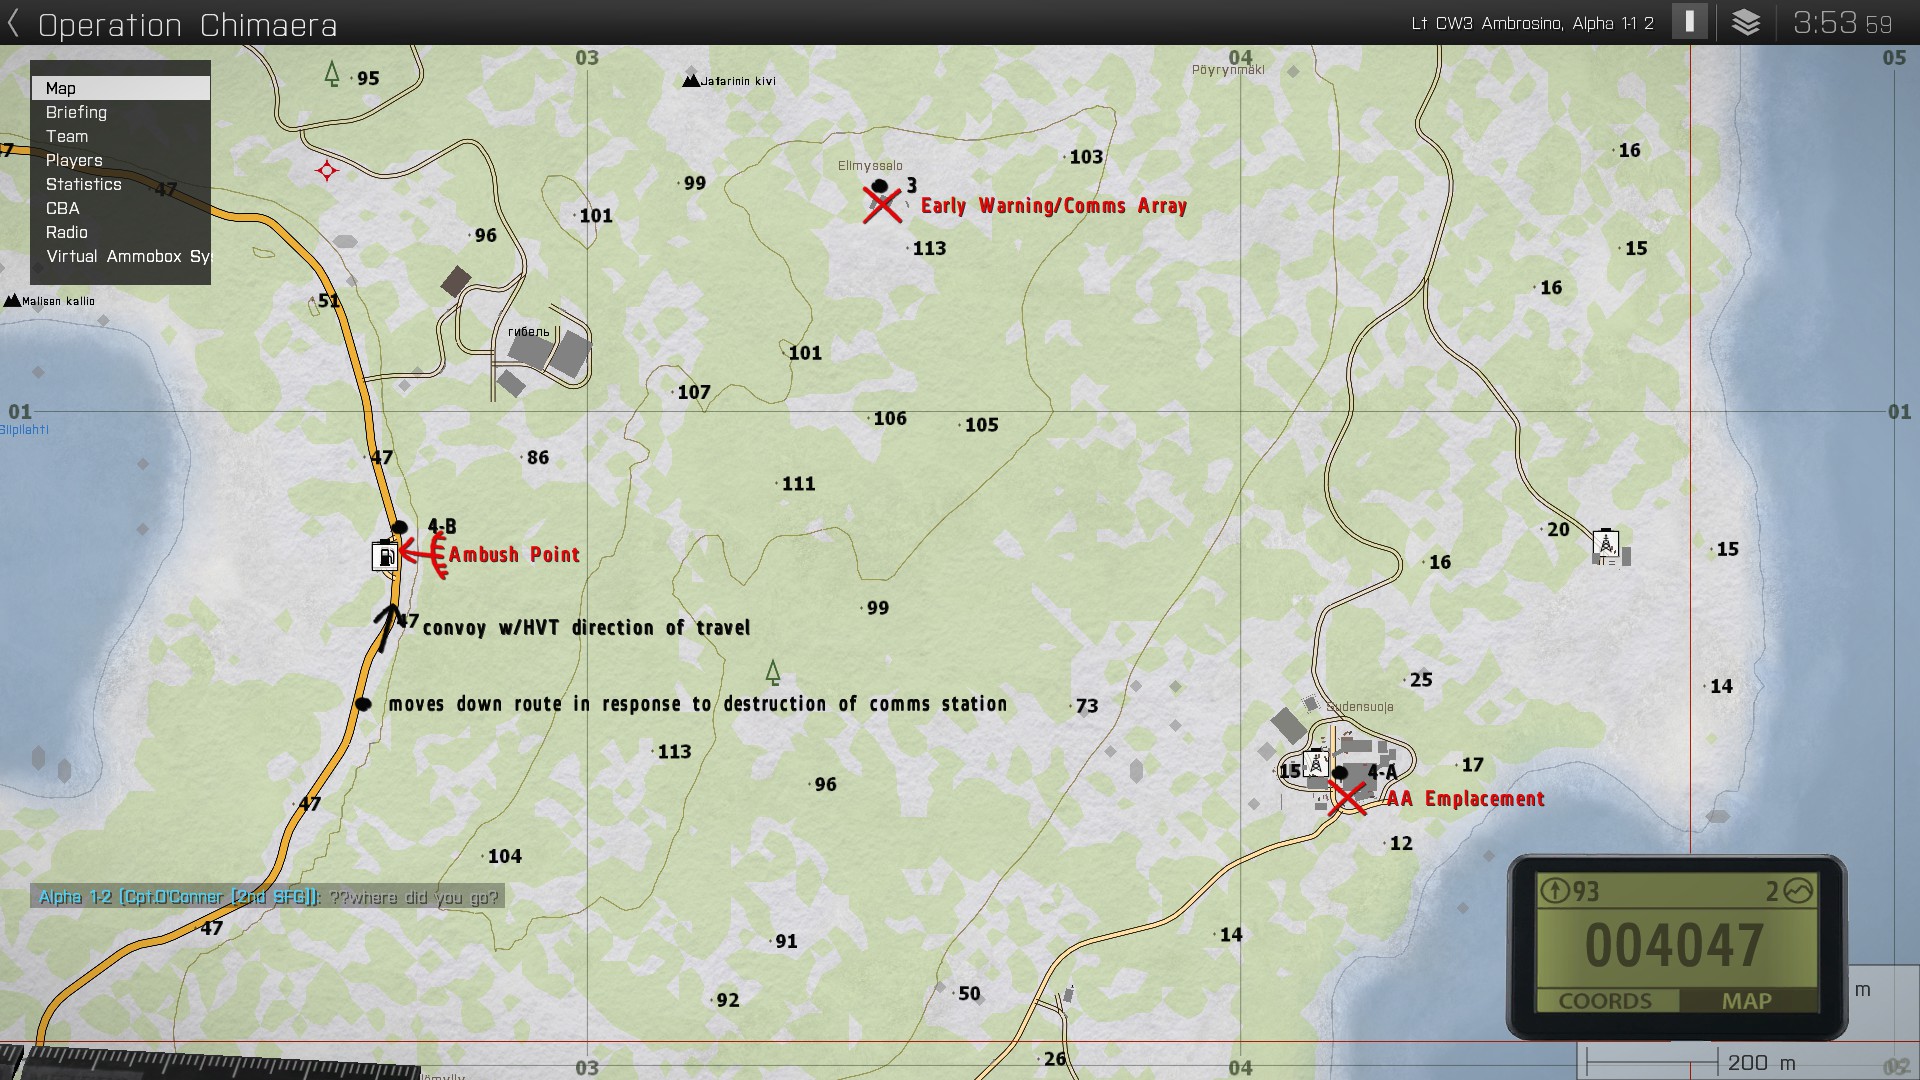 Operation Chimaera
Lt CW3 Ambrosino, Alpha 1-1 2
3:53 59
03
04
05
Map
Briefing
Team
Players
Statistics
CBA
Radio
Virtual Ammobox Sy
95
Jafarinin kivi
Pöyrynmäki
47
47
16
103
Elimyssalo
99
3
Early Warning/Comms Array
101
96
113
15
16
51
Malisen kallio
гибель
101
107
01
01
106
105
Siipilahti
47
86
111
4-B
Ambush Point
20
15
16
99
47
convoy w/HVT direction of travel
25
14
moves down route in response to destruction of comms station
73
Sudensuoja
113
17
15
4-A
96
47
AA Emplacement
12
104
Alpha 1-2 [Cpt.O'Conner [2nd SFG]]: ??where did you go?
93
2
47
14
91
004047
50
92
COORDS
MAP
m
26
200 m
03
04